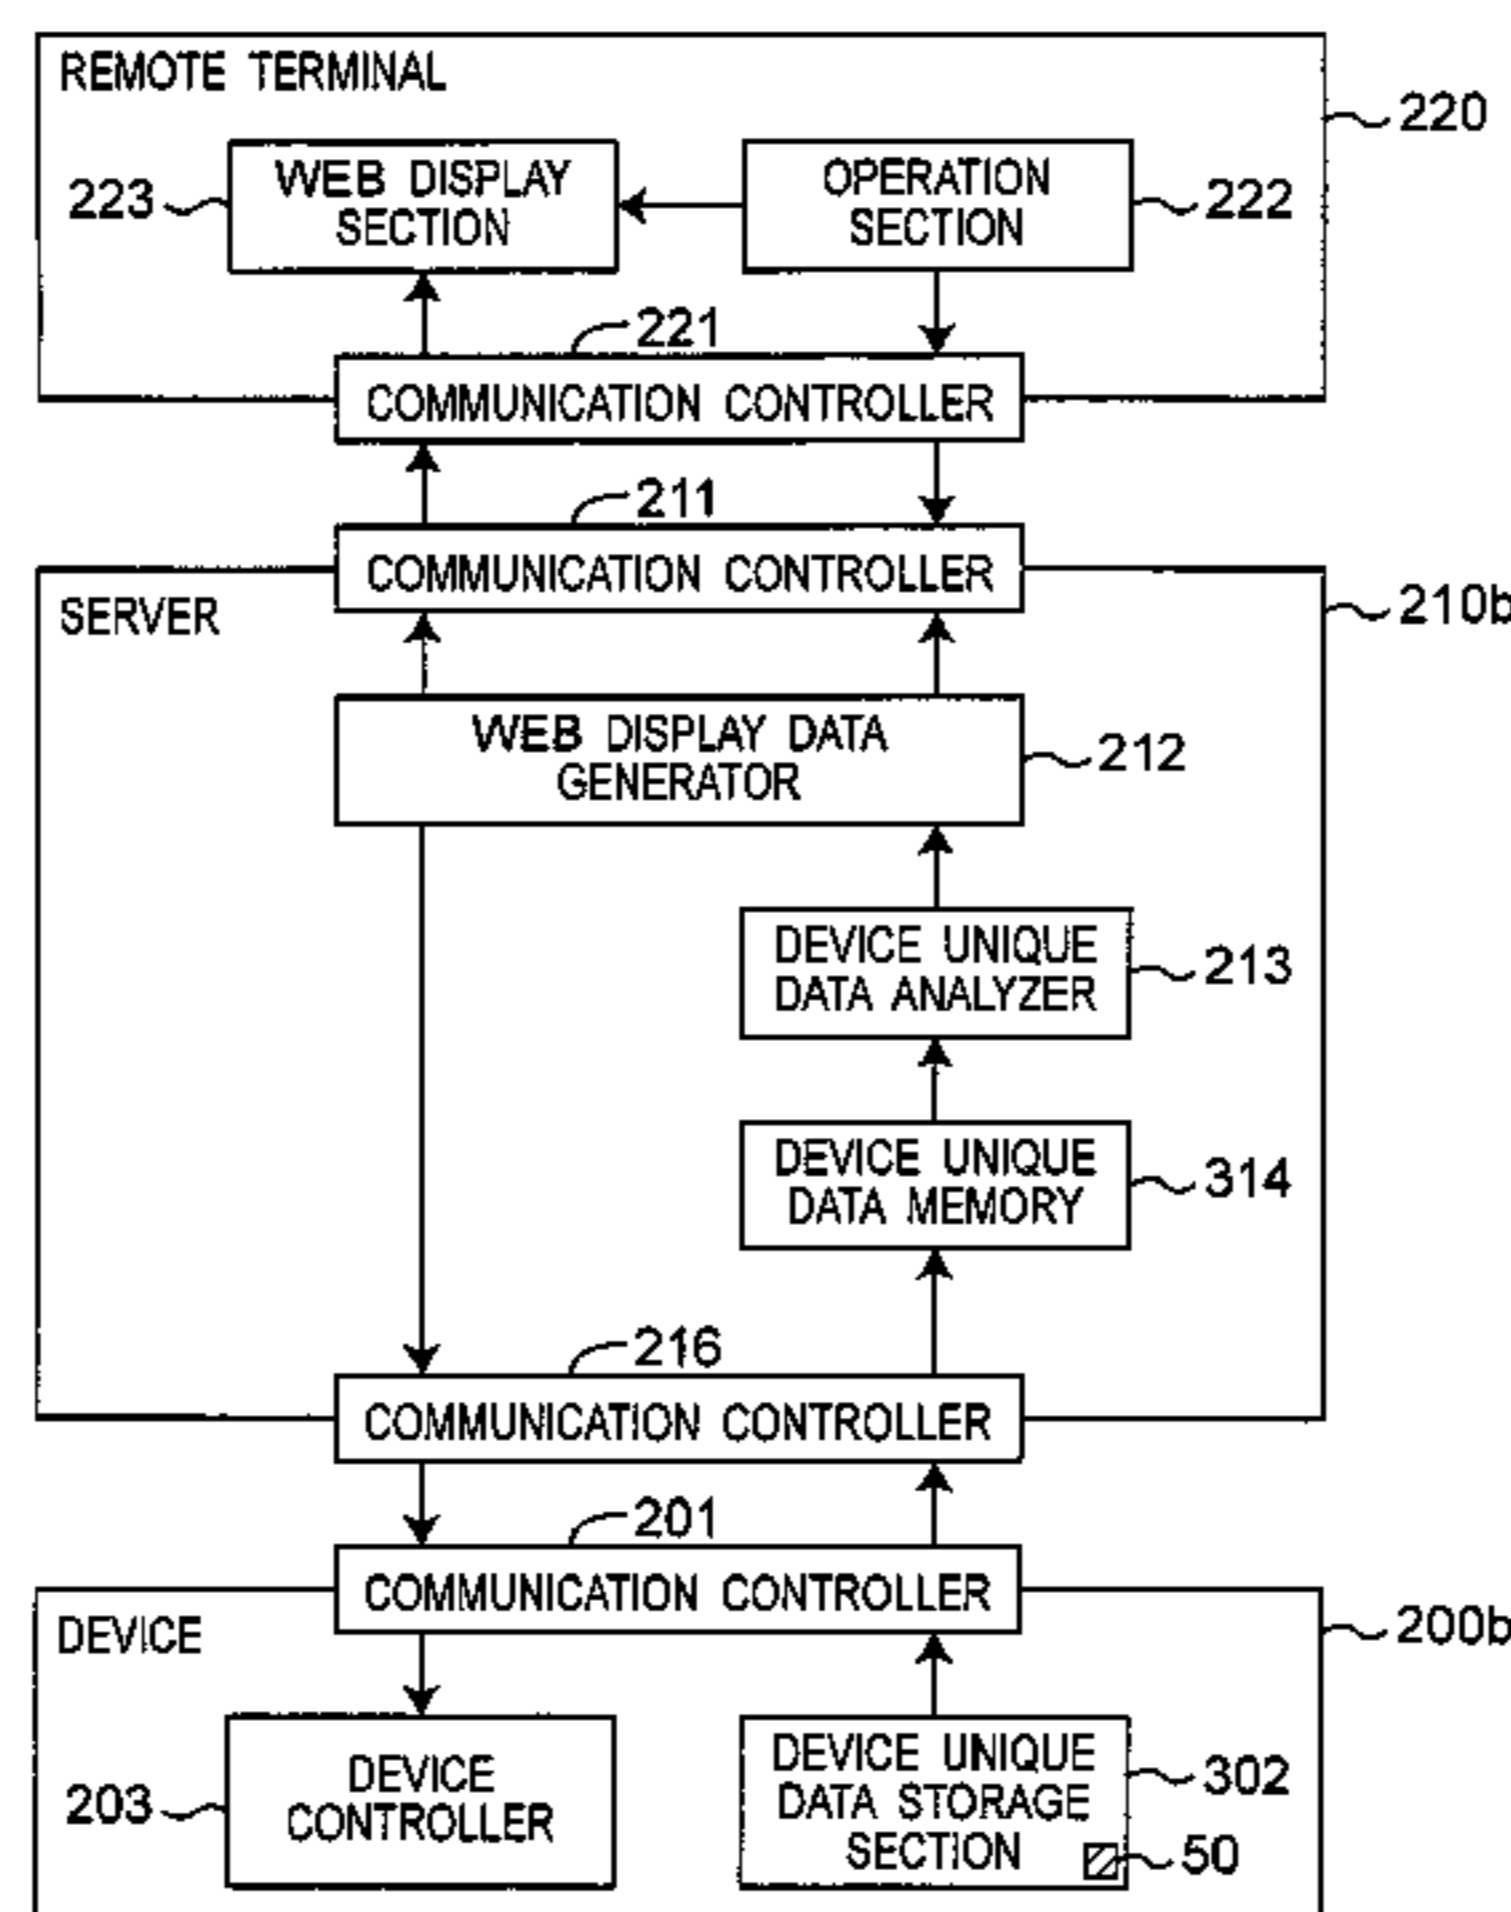 REMOTE TERMINAL
220
WEB DISPLAY
SECTION
223
OPERATION
SECTION
222
221
COMMUNICATION CONTROLLER
211
COMMUNICATION CONTROLLER
SERVER
210b
WEB DISPLAY DATA
GENERATOR
212
DEVICE UNIQUE
DATA ANALYZER
213
DEVICE UNIQUE
DATA MEMORY
314
216
COMMUNICATION CONTROLLER
201
COMMUNICATION CONTROLLER
DEVICE
200b
DEVICE
CONTROLLER
203
DEVICE UNIQUE
DATA STORAGE
SECTION
302
50